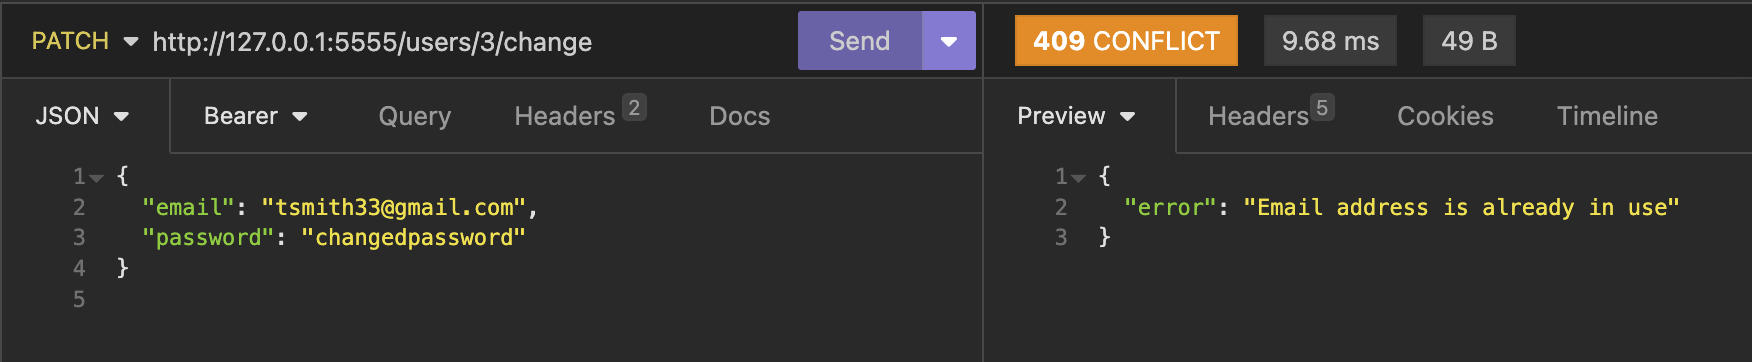 PATCH http://127.0.0.1:5555/users/3/change Send
409 CONFLICT 9.68 ms 49 B
JSON Bearer Query Headers 2 Docs
Preview Headers 5 Cookies Timeline
1 {
2 "email": "tsmith33@gmail.com",
3 "password": "changedpassword"
4 }
5
1 {
2 "error": "Email address is already in use"
3 }